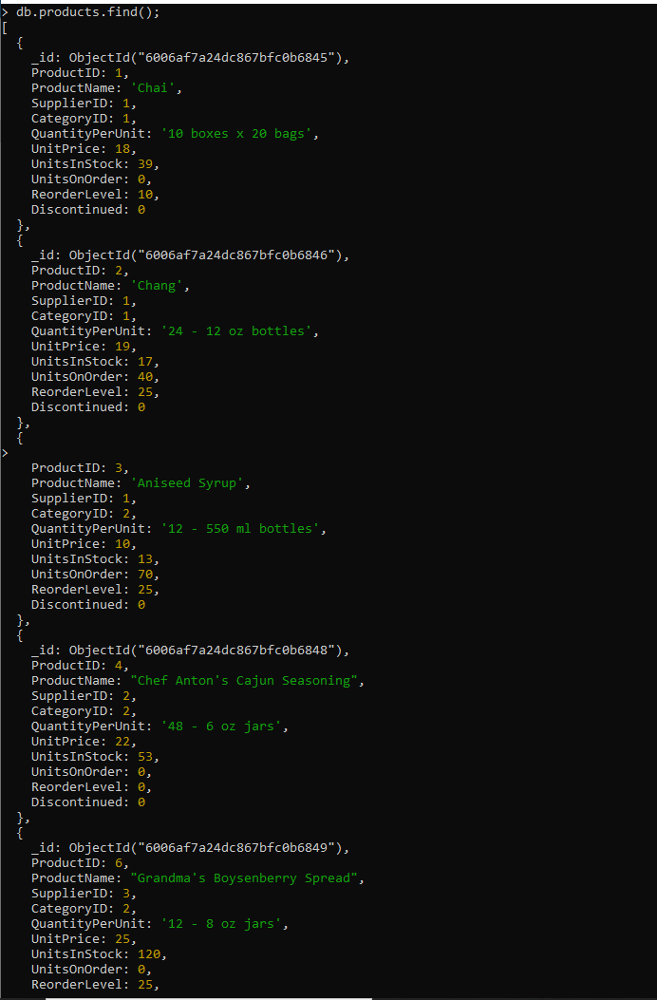 > db.products.find();
[
  {
    _id: ObjectId("6006af7a24dc867bfc0b6845"),
    ProductID: 1,
    ProductName: 'Chai',
    SupplierID: 1,
    CategoryID: 1,
    QuantityPerUnit: '10 boxes x 20 bags',
    UnitPrice: 18,
    UnitsInStock: 39,
    UnitsOnOrder: 0,
    ReorderLevel: 10,
    Discontinued: 0
  },
  {
    _id: ObjectId("6006af7a24dc867bfc0b6846"),
    ProductID: 2,
    ProductName: 'Chang',
    SupplierID: 1,
    CategoryID: 1,
    QuantityPerUnit: '24 - 12 oz bottles',
    UnitPrice: 19,
    UnitsInStock: 17,
    UnitsOnOrder: 40,
    ReorderLevel: 25,
    Discontinued: 0
  },
  {
>
    ProductID: 3,
    ProductName: 'Aniseed Syrup',
    SupplierID: 1,
    CategoryID: 2,
    QuantityPerUnit: '12 - 550 ml bottles',
    UnitPrice: 10,
    UnitsInStock: 13,
    UnitsOnOrder: 70,
    ReorderLevel: 25,
    Discontinued: 0
  },
  {
    _id: ObjectId("6006af7a24dc867bfc0b6848"),
    ProductID: 4,
    ProductName: "Chef Anton's Cajun Seasoning",
    SupplierID: 2,
    CategoryID: 2,
    QuantityPerUnit: '48 - 6 oz jars',
    UnitPrice: 22,
    UnitsInStock: 53,
    UnitsOnOrder: 0,
    ReorderLevel: 0,
    Discontinued: 0
  },
  {
    _id: ObjectId("6006af7a24dc867bfc0b6849"),
    ProductID: 6,
    ProductName: "Grandma's Boysenberry Spread",
    SupplierID: 3,
    CategoryID: 2,
    QuantityPerUnit: '12 - 8 oz jars',
    UnitPrice: 25,
    UnitsInStock: 120,
    UnitsOnOrder: 0,
    ReorderLevel: 25,